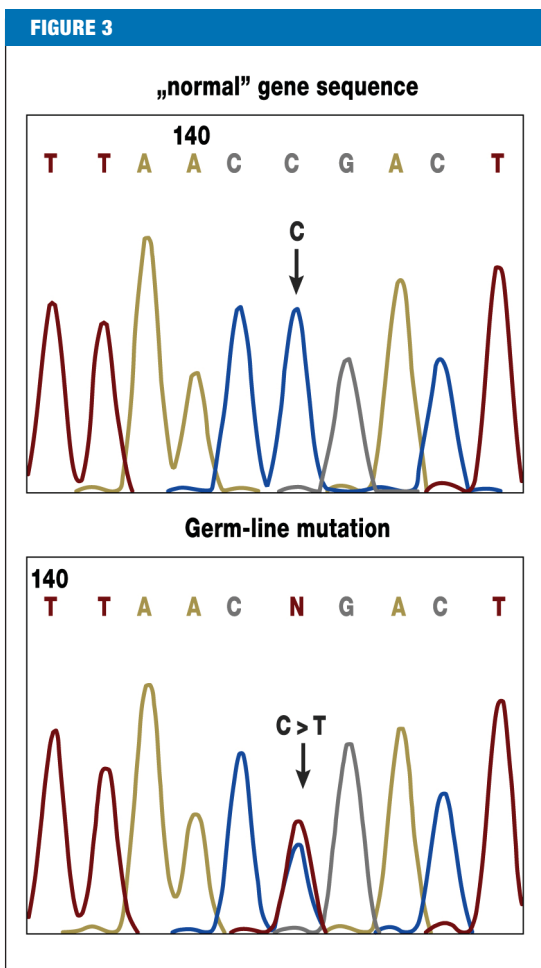 FIGURE 3
„normal” gene sequence
140
T T A A C C G A C T
C
Germ-line mutation
140
T T A A C N G A C T
C > T